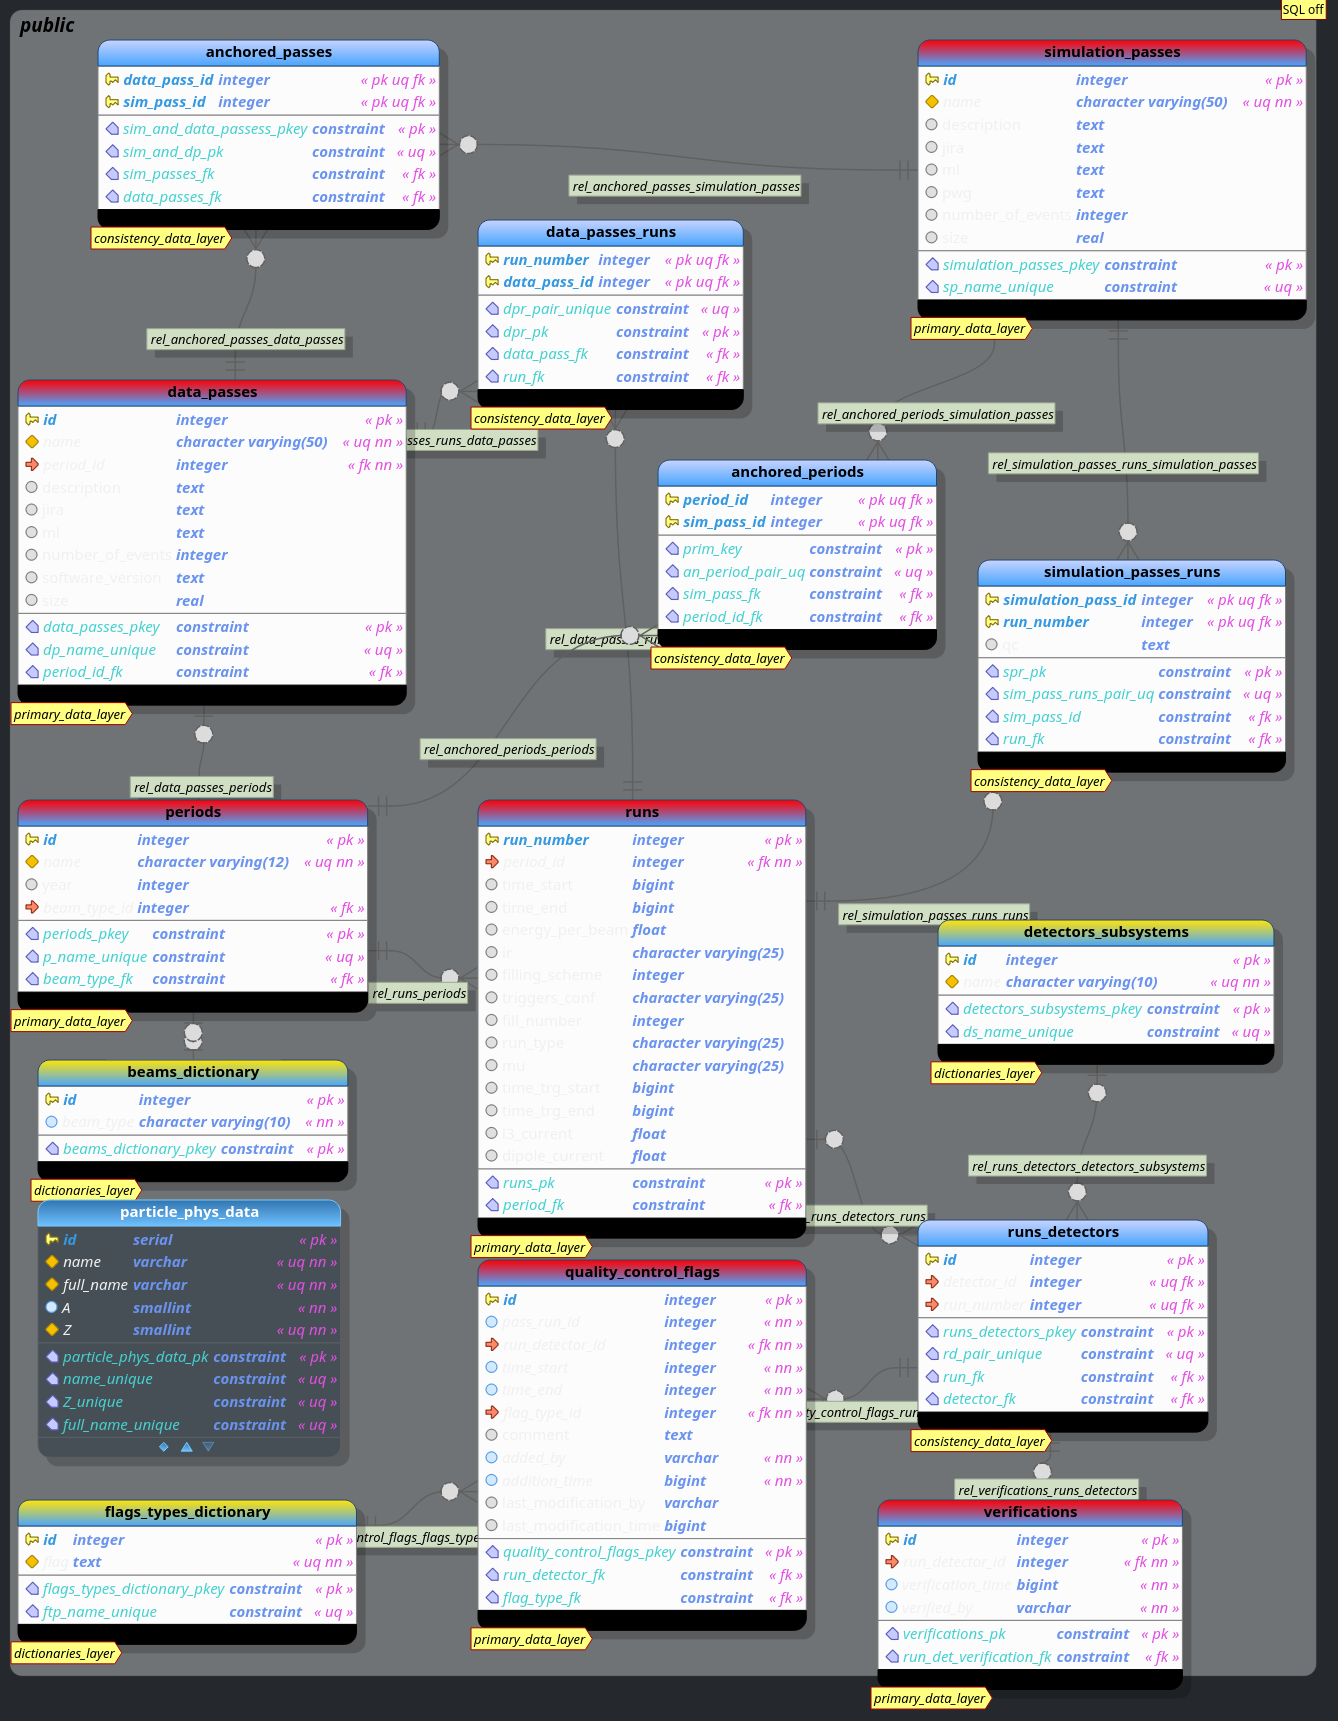 SQL off
public
anchored_passes
data_pass_id integer « pk uq fk »
sim_pass_id integer « pk uq fk »
sim_and_data_passess_pkey constraint « pk »
sim_and_dp_pk constraint « uq »
sim_passes_fk constraint « fk »
data_passes_fk constraint « fk »
consistency_data_layer
simulation_passes
id integer « pk »
name character varying(50) « uq nn »
description text
jira text
ml text
pwg text
number_of_events integer
size real
simulation_passes_pkey constraint « pk »
sp_name_unique constraint « uq »
primary_data_layer
rel_anchored_passes_simulation_passes
data_passes_runs
run_number integer « pk uq fk »
data_pass_id integer « pk uq fk »
dpr_pair_unique constraint « uq »
dpr_pk constraint « pk »
data_pass_fk constraint « fk »
run_fk constraint « fk »
consistency_data_layer
rel_anchored_passes_data_passes
data_passes
id integer « pk »
name character varying(50) « uq nn »
period_id integer « fk nn »
description text
jira text
ml text
number_of_events integer
software_version text
size real
data_passes_pkey constraint « pk »
dp_name_unique constraint « uq »
period_id_fk constraint « fk »
primary_data_layer
sses_runs_data_passes
rel_anchored_periods_simulation_passes
rel_simulation_passes_runs_simulation_passes
anchored_periods
period_id integer « pk uq fk »
sim_pass_id integer « pk uq fk »
prim_key constraint « pk »
an_period_pair_uq constraint « uq »
sim_pass_fk constraint « fk »
period_id_fk constraint « fk »
consistency_data_layer
simulation_passes_runs
simulation_pass_id integer « pk uq fk »
run_number integer « pk uq fk »
qc text
spr_pk constraint « pk »
sim_pass_runs_pair_uq constraint « uq »
sim_pass_id constraint « fk »
run_fk constraint « fk »
consistency_data_layer
rel_anchored_periods_periods
rel_data_passes_periods
periods
id integer « pk »
name character varying(12) « uq nn »
year integer
beam_type_id integer « fk »
periods_pkey constraint « pk »
p_name_unique constraint « uq »
beam_type_fk constraint « fk »
primary_data_layer
rel_runs_periods
runs
run_number integer « pk »
period_id integer « fk nn »
time_start bigint
time_end bigint
energy_per_beam float
ir character varying(25)
filling_scheme integer
triggers_conf character varying(25)
fill_number integer
run_type character varying(25)
mu character varying(25)
time_trg_start bigint
time_trg_end bigint
l3_current float
dipole_current float
runs_pk constraint « pk »
period_fk constraint « fk »
primary_data_layer
rel_simulation_passes_runs_runs
detectors_subsystems
id integer « pk »
name character varying(10) « uq nn »
detectors_subsystems_pkey constraint « pk »
ds_name_unique constraint « uq »
dictionaries_layer
beams_dictionary
id integer « pk »
beam_type character varying(10) « nn »
beams_dictionary_pkey constraint « pk »
dictionaries_layer
rel_runs_detectors_detectors_subsystems
particle_phys_data
id serial « pk »
name varchar « uq nn »
full_name varchar « uq nn »
A smallint « nn »
Z smallint « uq nn »
particle_phys_data_pk constraint « pk »
name_unique constraint « uq »
Z_unique constraint « uq »
full_name_unique constraint « uq »
_runs_detectors_runs
runs_detectors
id integer « pk »
detector_id integer « uq fk »
run_number integer « uq fk »
runs_detectors_pkey constraint « pk »
rd_pair_unique constraint « uq »
run_fk constraint « fk »
detector_fk constraint « fk »
consistency_data_layer
quality_control_flags
id integer « pk »
pass_run_id integer « nn »
run_detector_id integer « fk nn »
time_start integer « nn »
time_end integer « nn »
flag_type_id integer « fk nn »
comment text
added_by varchar « nn »
addition_time bigint « nn »
last_modification_by varchar
last_modification_time bigint
quality_control_flags_pkey constraint « pk »
run_detector_fk constraint « fk »
flag_type_fk constraint « fk »
primary_data_layer
ty_control_flags_run
rel_verifications_runs_detectors
flags_types_dictionary
id integer « pk »
flag text « uq nn »
flags_types_dictionary_pkey constraint « pk »
ftp_name_unique constraint « uq »
dictionaries_layer
ntrol_flags_flags_type
verifications
id integer « pk »
run_detector_id integer « fk nn »
verification_time bigint « nn »
verified_by varchar « nn »
verifications_pk constraint « pk »
run_det_verification_fk constraint « fk »
primary_data_layer